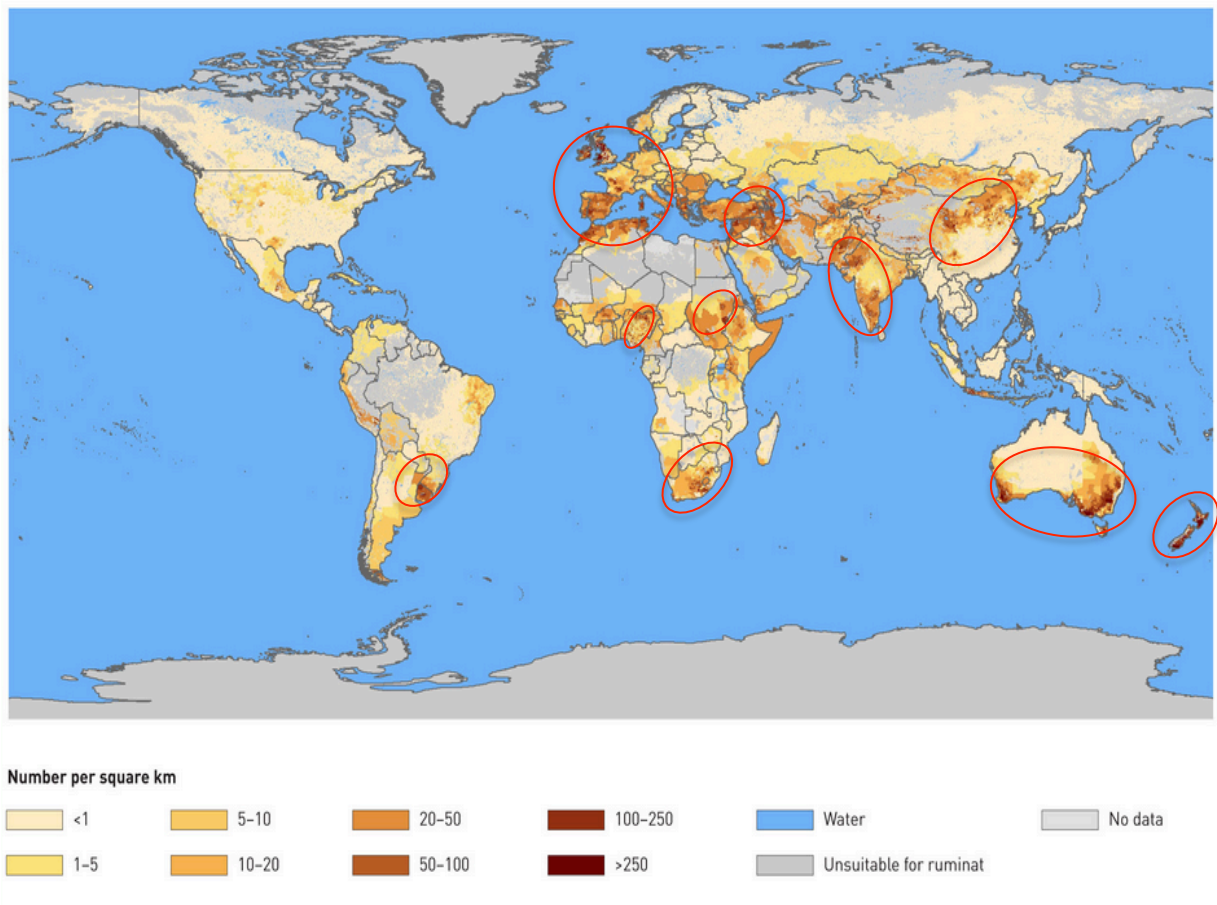 Number per square km
<1 5–10 20–50 100–250 Water No data
1–5 10–20 50–100 >250 Unsuitable for ruminat